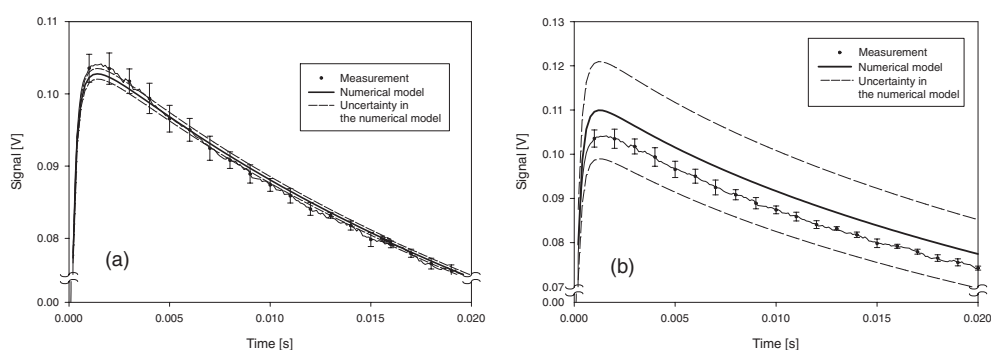 0.11
0.10
0.09
0.08
0.00
Signal [V]
Measurement
Numerical model
Uncertainty in
the numerical model
(a)
0.000
0.005
0.010
0.015
0.020
Time [s]
0.13
0.12
0.11
0.10
0.09
0.08
0.07
0.00
Signal [V]
Measurement
Numerical model
Uncertainty in
the numerical model
(b)
0.000
0.005
0.010
0.015
0.020
Time [s]